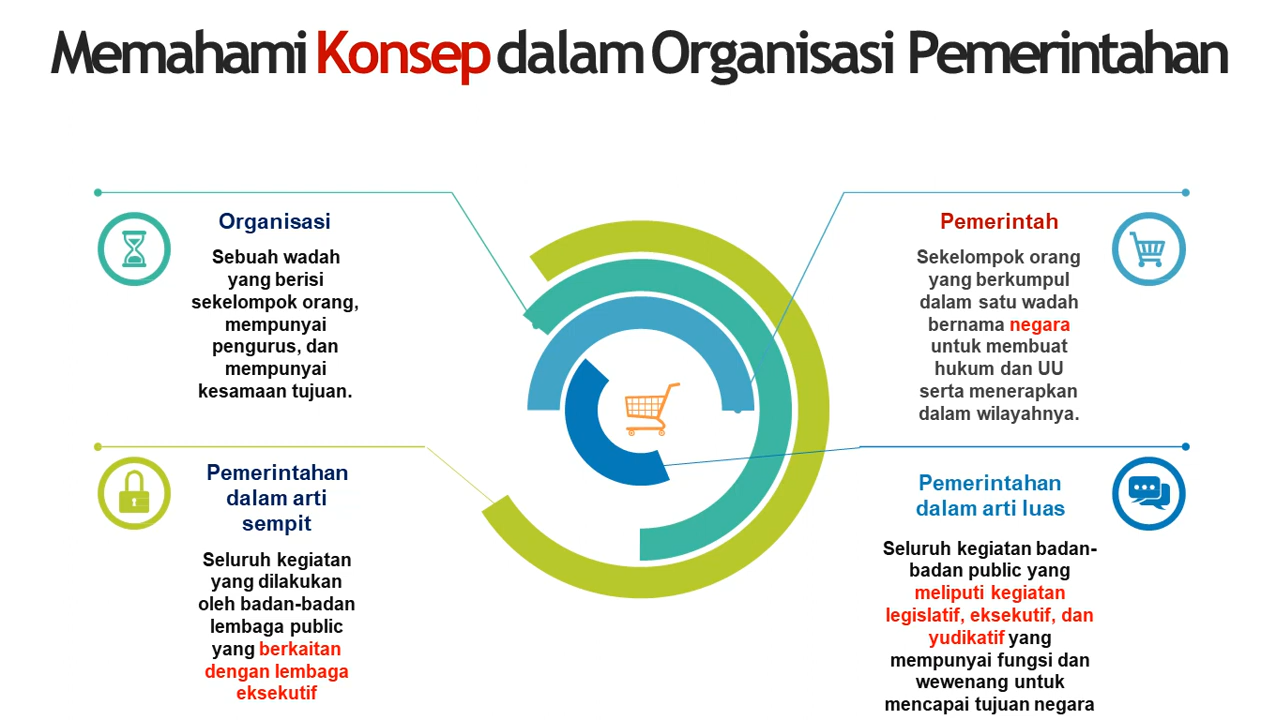 Memahami Konsep dalam Organisasi Pemerintahan
Organisasi
Sebuah wadah
yang berisi
sekelompok orang,
mempunyai
pengurus, dan
mempunyai
kesamaan tujuan.
Pemerintah
Sekelompok orang
yang berkumpul
dalam satu wadah
bernama negara
untuk membuat
hukum dan UU
serta menerapkan
dalam wilayahnya.
Pemerintahan
dalam arti
sempit
Seluruh kegiatan
yang dilakukan
oleh badan-badan
lembaga public
yang berkaitan
dengan lembaga
eksekutif
Pemerintahan
dalam arti luas
Seluruh kegiatan badan-
badan public yang
meliputi kegiatan
legislatif, eksekutif, dan
yudikatif yang
mempunyai fungsi dan
wewenang untuk
mencapai tujuan negara